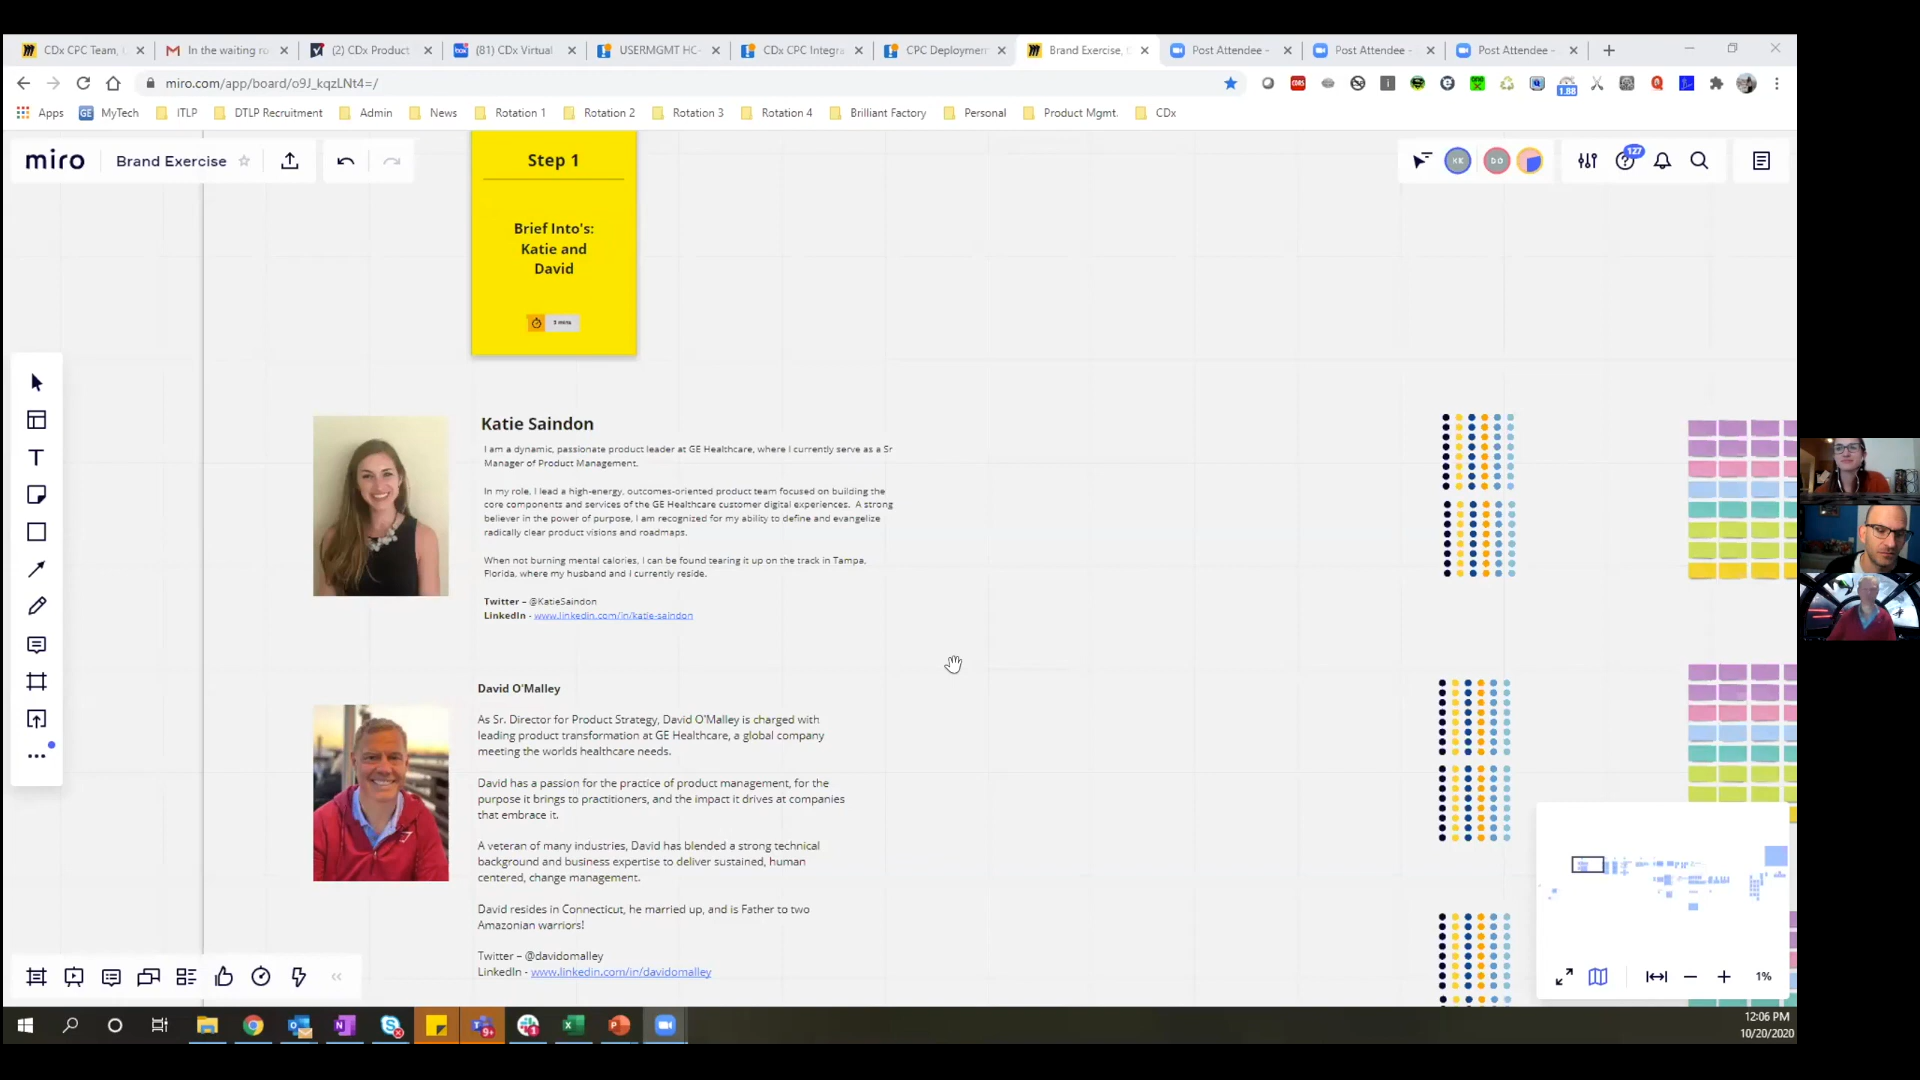 CDx CPC Team,
In the waiting ro
(2) CDx Product
(81) CDx Virtual
USERMGMT HC-
CDx CPC Integra
CPC Deploymen
Brand Exercise,
Post Attendee -
Post Attendee -
Post Attendee -
miro.com/app/board/o9J_kqzLNt4=/
1.88
Apps
MyTech
ITLP
DTLP Recruitment
Admin
News
Rotation 1
Rotation 2
Rotation 3
Rotation 4
Brilliant Factory
Personal
Product Mgmt.
CDx
miro
Brand Exercise
KK
DO
127
Step 1
Brief Into's:
Katie and
David
Katie Saindon
I am a dynamic, passionate product leader at GE Healthcare, where I currently serve as a Sr
Manager of Product Management.
In my role, I lead a high-energy, outcomes-oriented product team focused on building the
core components and services of the GE Healthcare customer digital experiences. A strong
believer in the power of purpose, I am recognized for my ability to define and evangelize
radically clear product visions and roadmaps.
When not burning mental calories, I can be found tearing it up on the track in Tampa,
Florida, where my husband and I currently reside.
Twitter – @KatieSaindon
LinkedIn - www.linkedin.com/in/katie-saindon
David O'Malley
As Sr. Director for Product Strategy, David O'Malley is charged with
leading product transformation at GE Healthcare, a global company
meeting the worlds healthcare needs.
David has a passion for the practice of product management, for the
purpose it brings to practitioners, and the impact it drives at companies
that embrace it.
A veteran of many industries, David has blended a strong technical
background and business expertise to deliver sustained, human
centered, change management.
David resides in Connecticut, he married up, and is Father to two
Amazonian warriors!
Twitter – @davidomalley
LinkedIn - www.linkedin.com/in/davidomalley
1%
12:06 PM
10/20/2020